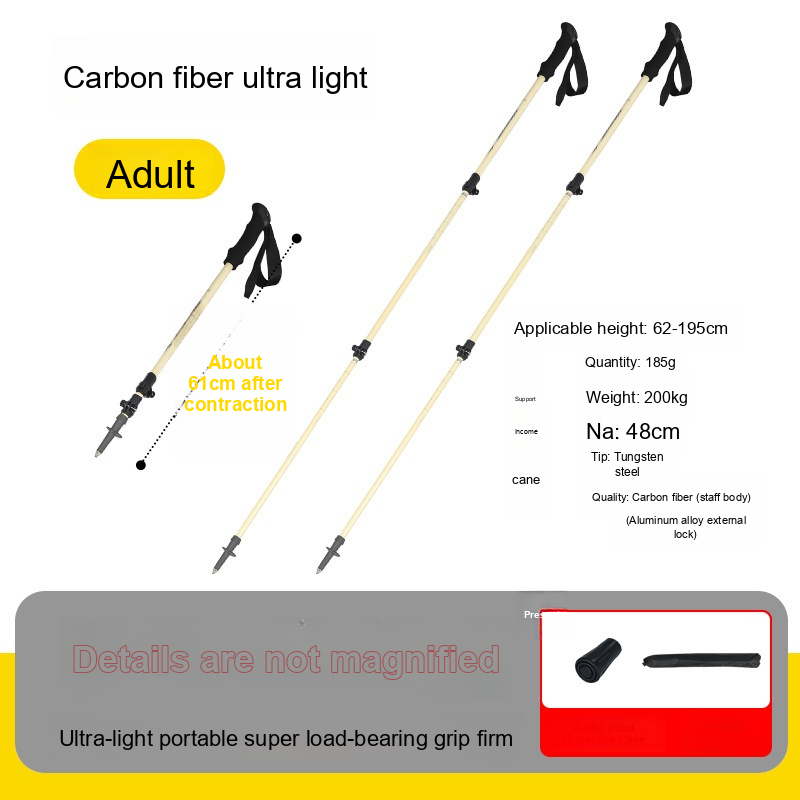 Carbon fiber ultra light
Adult
About
61cm after
contraction
Applicable height: 62-195cm
Quantity: 185g
Support
Weight: 200kg
Income
Na: 48cm
Tip: Tungsten
steel
cane
Quality: Carbon fiber (staff body)
(Aluminum alloy external
lock)
Details are not magnified
Ultra-light portable super load-bearing grip firm